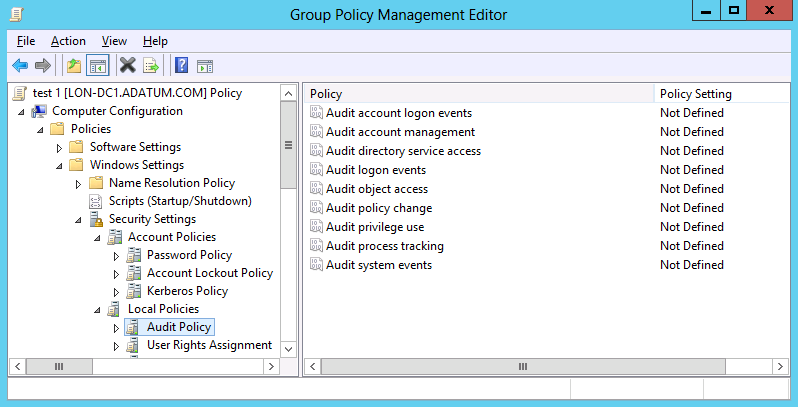 Group Policy Management Editor
File Action View Help
test 1 [LON-DC1.ADATUM.COM] Policy
Computer Configuration
Policies
Software Settings
Windows Settings
Name Resolution Policy
Scripts (Startup/Shutdown)
Security Settings
Account Policies
Password Policy
Account Lockout Policy
Kerberos Policy
Local Policies
Audit Policy
User Rights Assignment
Policy Policy Setting
Audit account logon events Not Defined
Audit account management Not Defined
Audit directory service access Not Defined
Audit logon events Not Defined
Audit object access Not Defined
Audit policy change Not Defined
Audit privilege use Not Defined
Audit process tracking Not Defined
Audit system events Not Defined